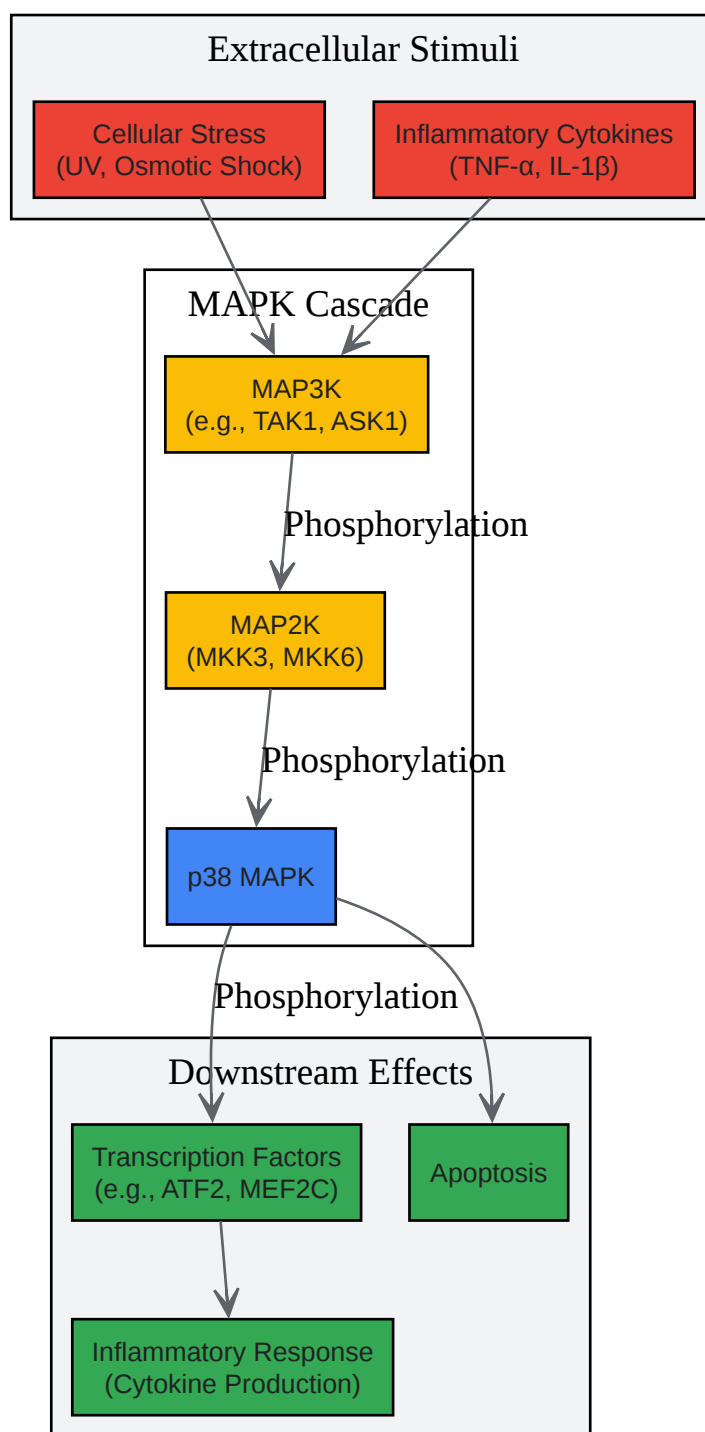 Extracellular Stimuli
Cellular Stress
(UV, Osmotic Shock)
Inflammatory Cytokines
(TNF-α, IL-1β)
MAPK Cascade
MAP3K
(e.g., TAK1, ASK1)
Phosphorylation
MAP2K
(MKK3, MKK6)
Phosphorylation
p38 MAPK
Phosphorylation
Downstream Effects
Transcription Factors
(e.g., ATF2, MEF2C)
Apoptosis
Inflammatory Response
(Cytokine Production)